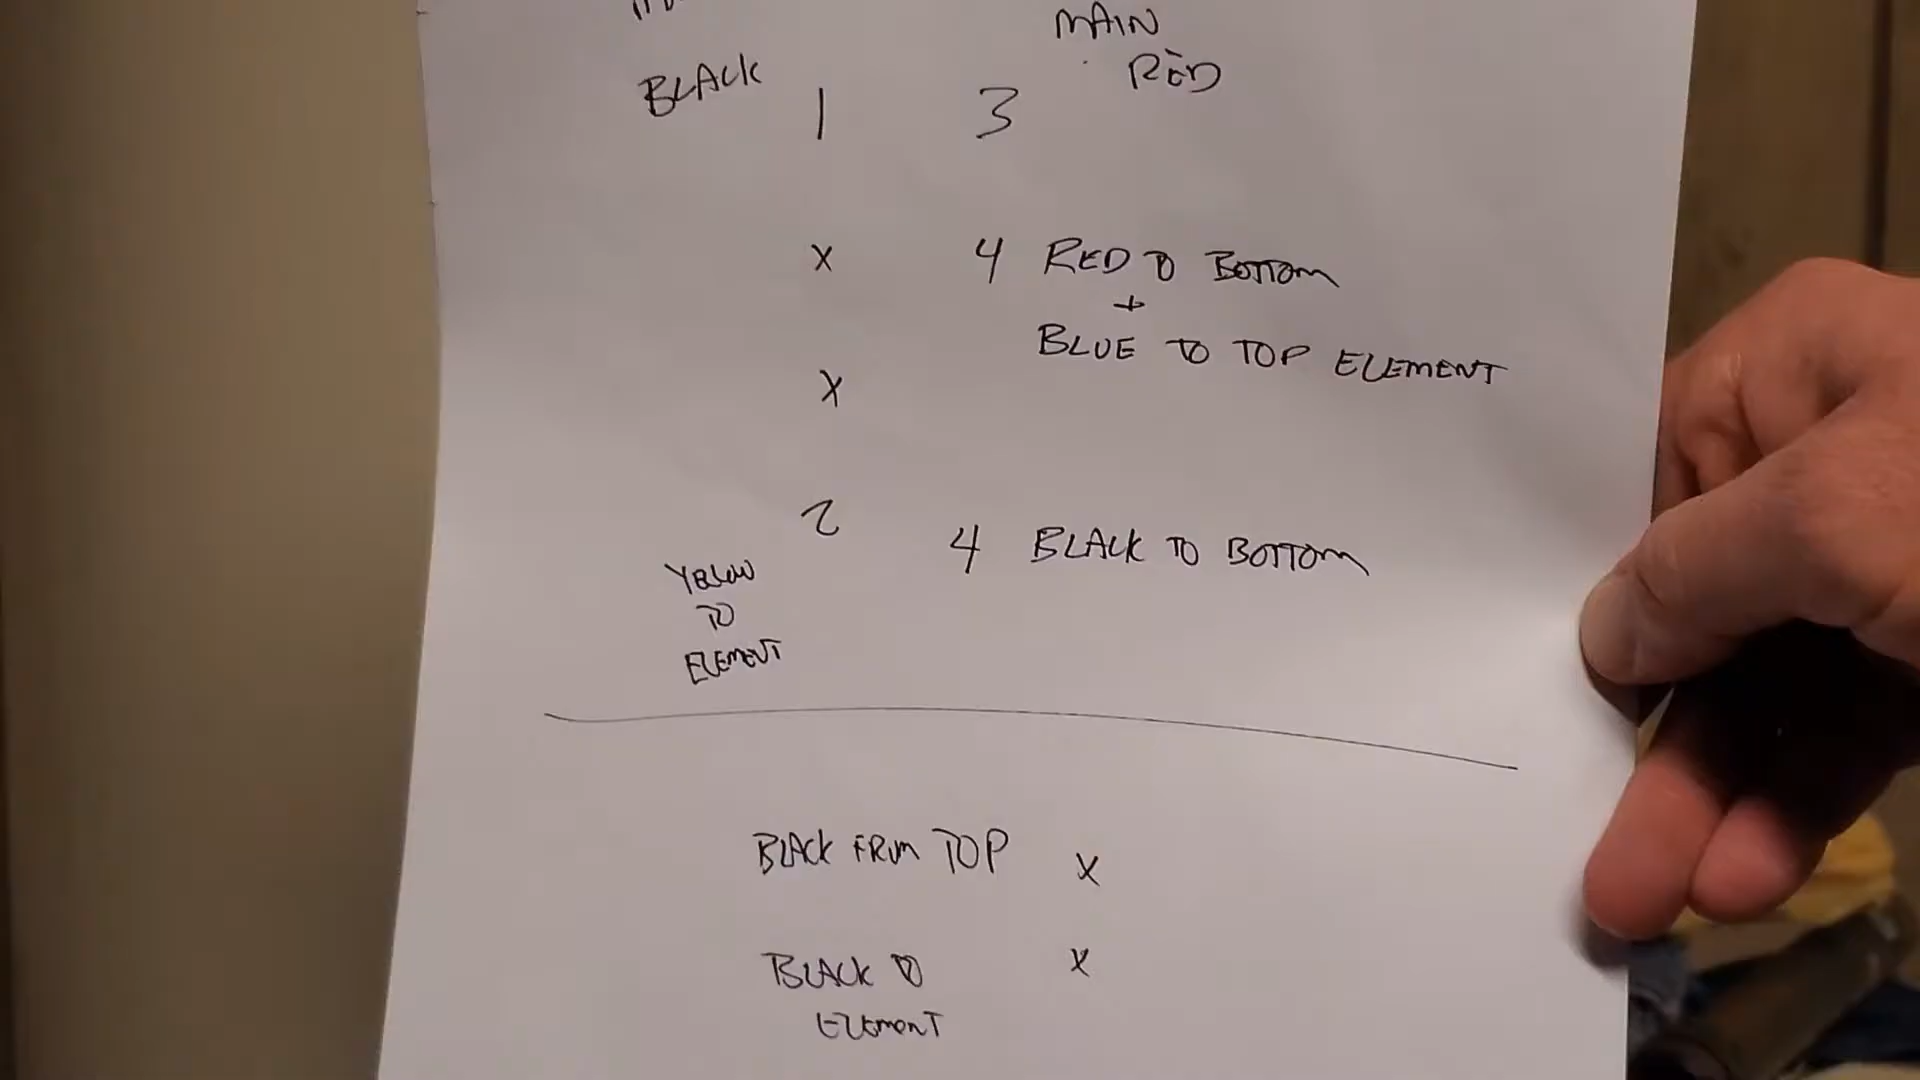 MAIN
BLACK 1 3 RED
X 4 RED TO BOTTOM
+
BLUE TO TOP ELEMENT
X
2 4 BLACK TO BOTTOM
YELLOW
TO
ELEMENT
BLACK FROM TOP X
BLACK TO X
ELEMENT